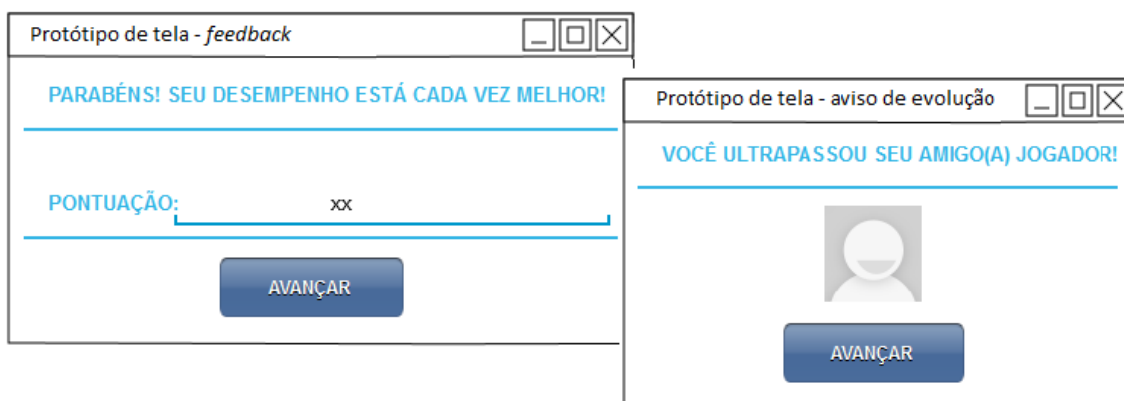 Protótipo de tela - feedback
PARABÉNS! SEU DESEMPENHO ESTÁ CADA VEZ MELHOR!
PONTUAÇÃO: xx
AVANÇAR
Protótipo de tela - aviso de evolução
VOCÊ ULTRAPASSOU SEU AMIGO(A) JOGADOR!
AVANÇAR